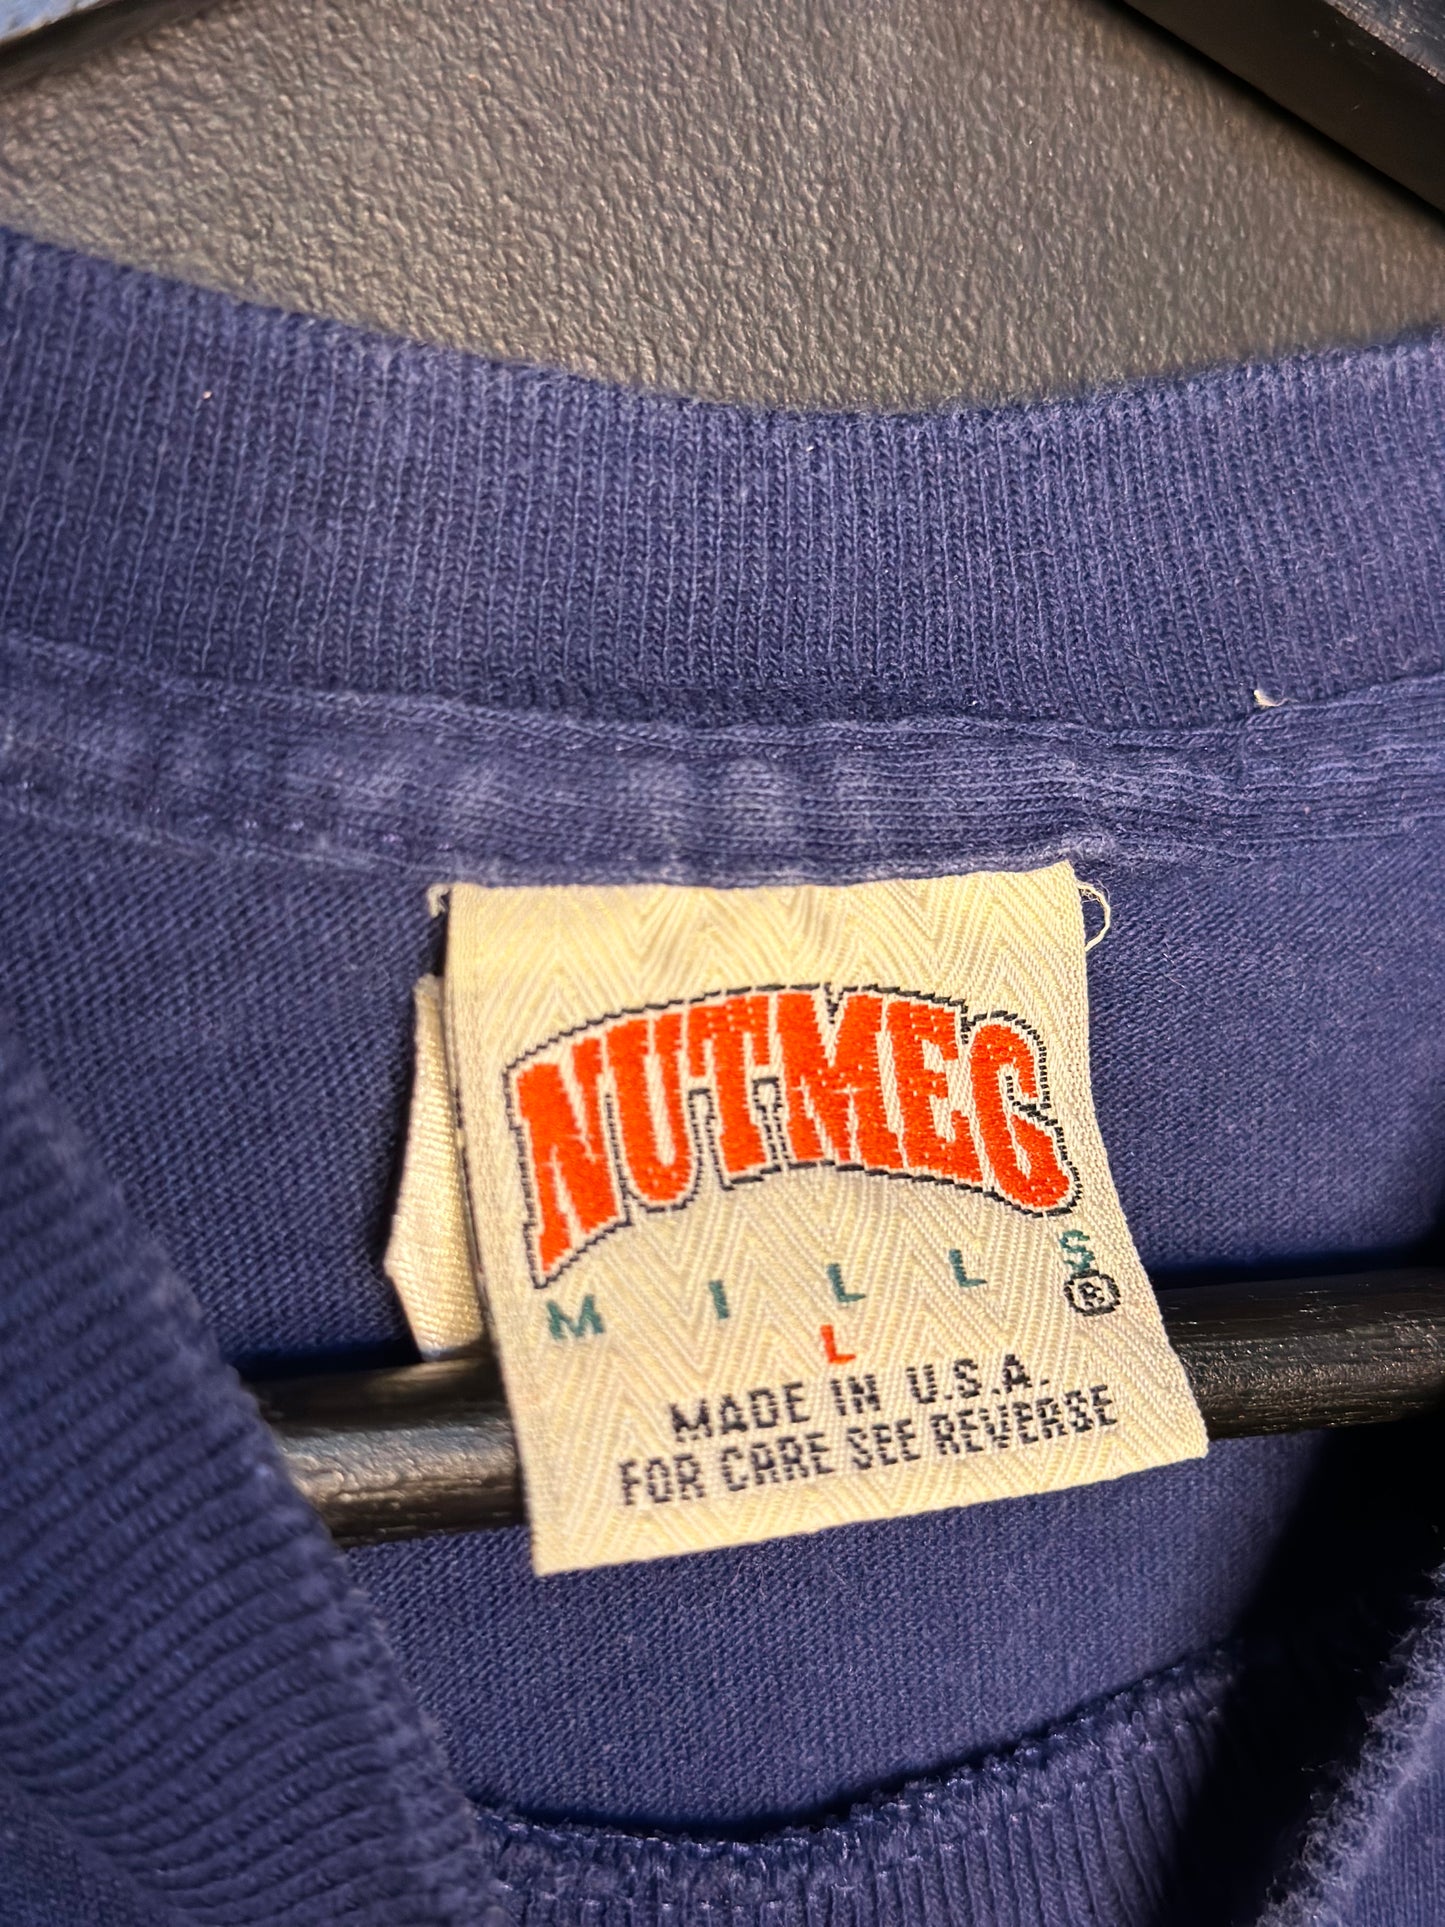 NUTMEG
MILLS®
L
MADE IN U.S.A.
FOR CARE SEE REVERSE